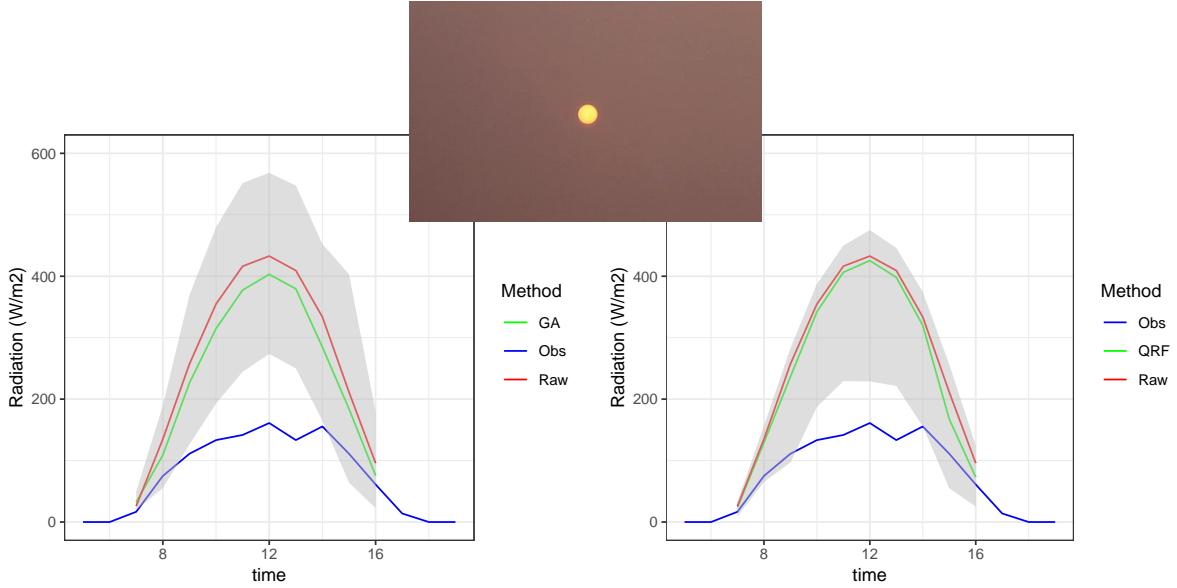 Radiation (W/m2)
600
400
200
0
8
12
16
time
Method
GA
Obs
Raw
Radiation (W/m2)
400
200
0
8
12
16
time
Method
Obs
QRF
Raw